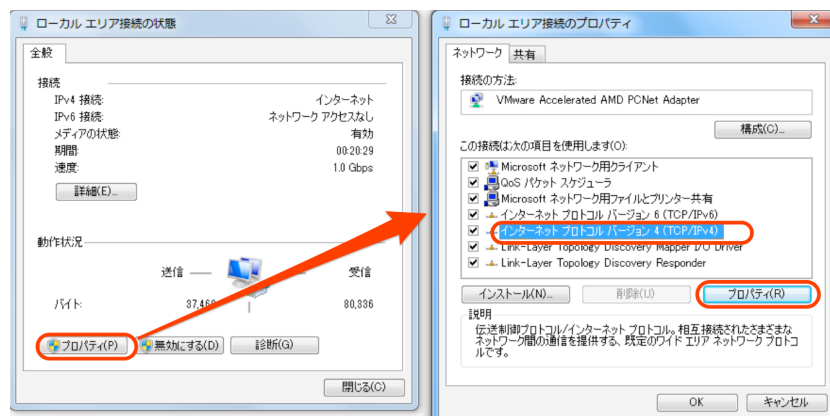 ローカル エリア接続の状態
全般
接続
IPv4 接続: インターネット
IPv6 接続: ネットワーク アクセスなし
メディアの状態: 有効
期間: 00:20:29
速度: 1.0 Gbps
詳細(E)...
動作状況
送信 受信
バイト: 37,460 80,336
プロパティ(P) 無効にする(D) 診断(G)
閉じる(C)
ローカル エリア接続のプロパティ
ネットワーク 共有
接続の方法:
VMware Accelerated AMD PCNet Adapter
構成(C)...
この接続は次の項目を使用します(O):
Microsoft ネットワーク用クライアント
QoS パケット スケジューラ
Microsoft ネットワーク用ファイルとプリンター共有
インターネット プロトコル バージョン 6 (TCP/IPv6)
インターネット プロトコル バージョン 4 (TCP/IPv4)
Link-Layer Topology Discovery Mapper I/O Driver
Link-Layer Topology Discovery Responder
インストール(N)... 削除(U) プロパティ(R)
説明
伝送制御プロトコル/インターネット プロトコル。相互接続されたさまざまな
ネットワーク間の通信を提供する、既定のワイド エリア ネットワーク プロトコ
ルです。
OK キャンセル